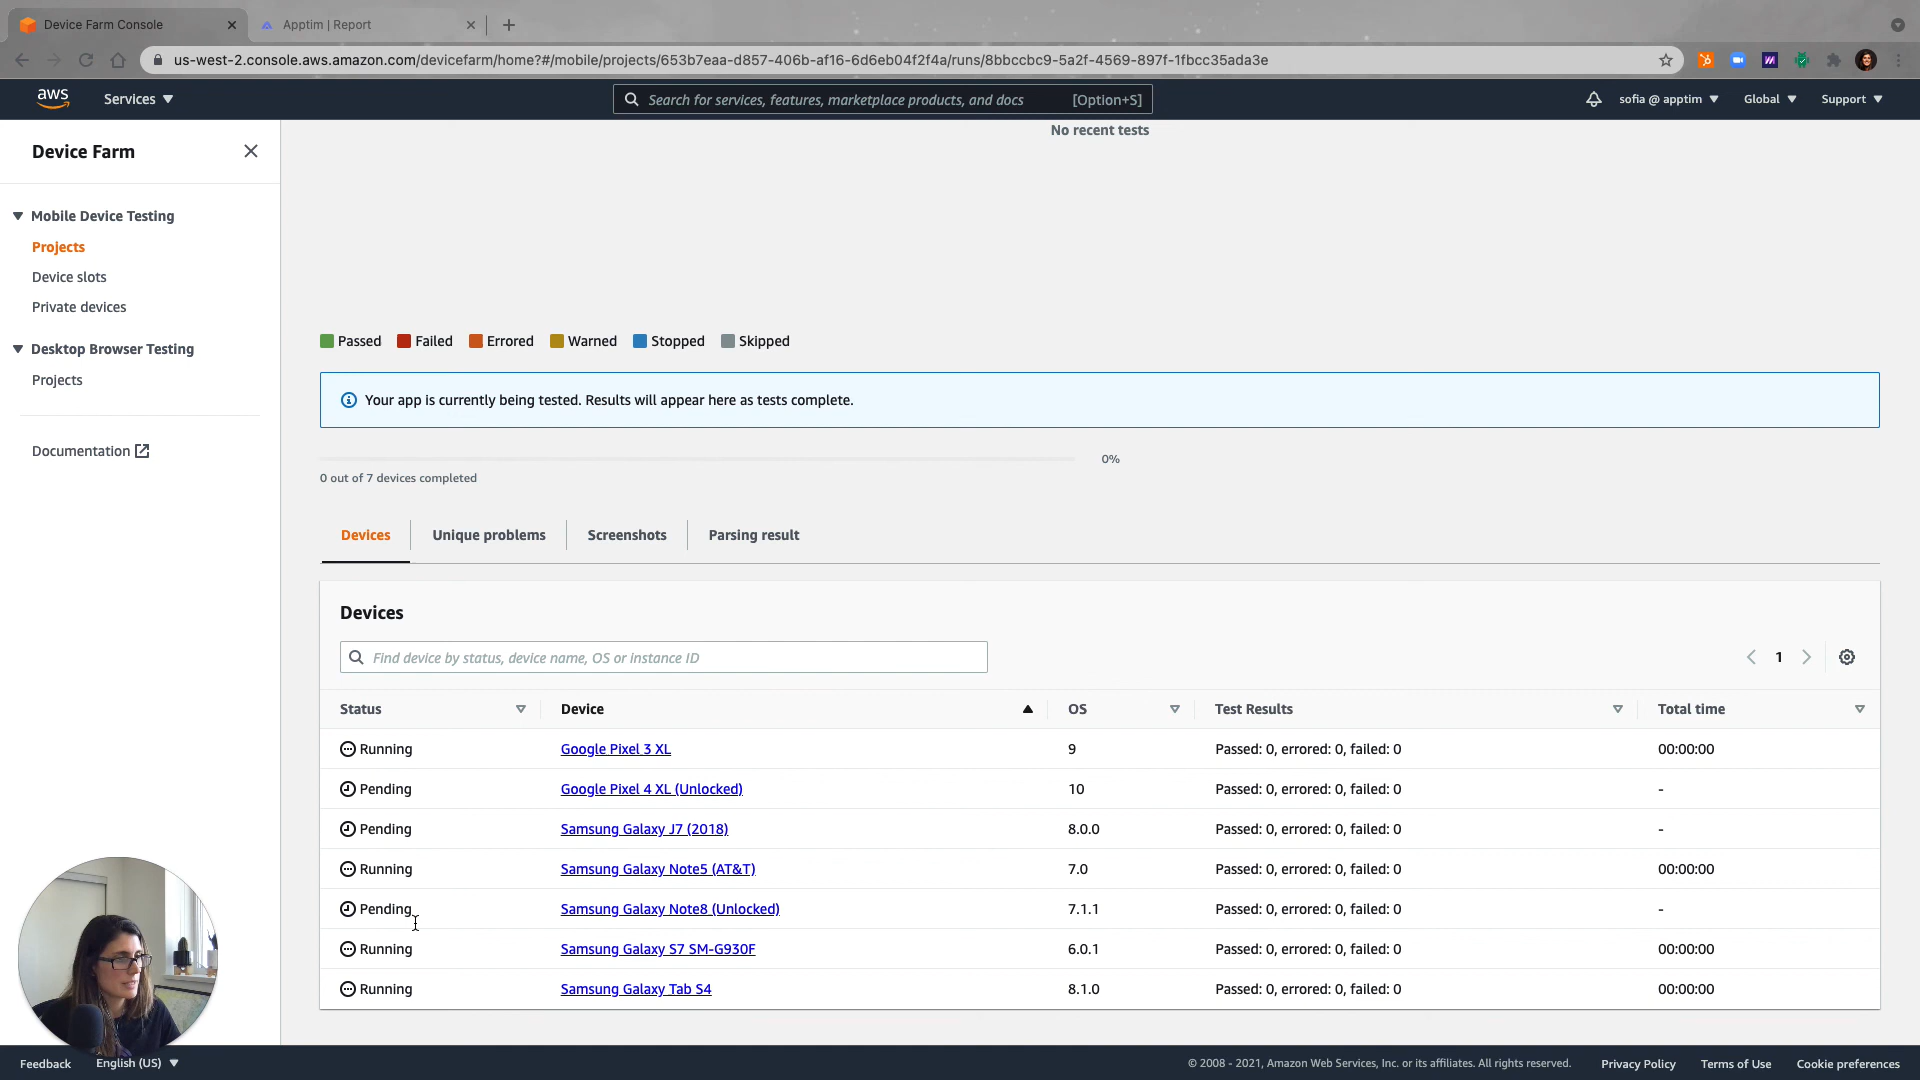 Device Farm Console
Apptim | Report
us-west-2.console.aws.amazon.com/devicefarm/home?#/mobile/projects/653b7eaa-d857-406b-af16-6d6eb04f2f4a/runs/8bbccbc9-5a2f-4569-897f-1fbcc35ada3e
aws
Services
Search for services, features, marketplace products, and docs
[Option+S]
sofia @ apptim
Global
Support
Device Farm
Mobile Device Testing
Projects
Device slots
Private devices
Desktop Browser Testing
Projects
Documentation
No recent tests
Passed Failed Errored Warned Stopped Skipped
Your app is currently being tested. Results will appear here as tests complete.
0%
0 out of 7 devices completed
Devices Unique problems Screenshots Parsing result
Devices
Find device by status, device name, OS or instance ID
1
Status Device OS Test Results Total time
Running Google Pixel 3 XL 9 Passed: 0, errored: 0, failed: 0 00:00:00
Pending Google Pixel 4 XL (Unlocked) 10 Passed: 0, errored: 0, failed: 0 -
Pending Samsung Galaxy J7 (2018) 8.0.0 Passed: 0, errored: 0, failed: 0 -
Running Samsung Galaxy Note5 (AT&T) 7.0 Passed: 0, errored: 0, failed: 0 00:00:00
Pending Samsung Galaxy Note8 (Unlocked) 7.1.1 Passed: 0, errored: 0, failed: 0 -
Running Samsung Galaxy S7 SM-G930F 6.0.1 Passed: 0, errored: 0, failed: 0 00:00:00
Running Samsung Galaxy Tab S4 8.1.0 Passed: 0, errored: 0, failed: 0 00:00:00
Feedback
English (US)
© 2008 - 2021, Amazon Web Services, Inc. or its affiliates. All rights reserved.
Privacy Policy
Terms of Use
Cookie preferences